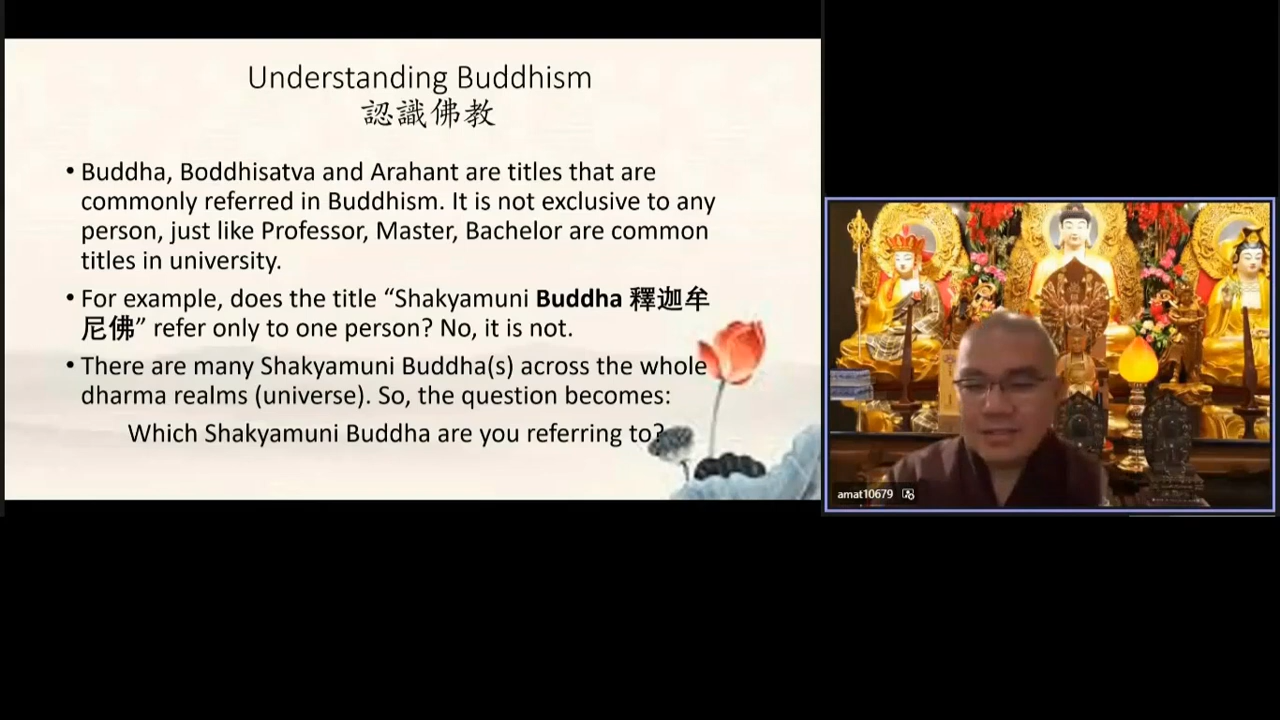 Understanding Buddhism
認識佛教
• Buddha, Boddhisatva and Arahant are titles that are
commonly referred in Buddhism. It is not exclusive to any
person, just like Professor, Master, Bachelor are common
titles in university.
• For example, does the title “Shakyamuni Buddha 釋迦牟
尼佛” refer only to one person? No, it is not.
• There are many Shakyamuni Buddha(s) across the whole
dharma realms (universe). So, the question becomes:
Which Shakyamuni Buddha are you referring to?
amat10679